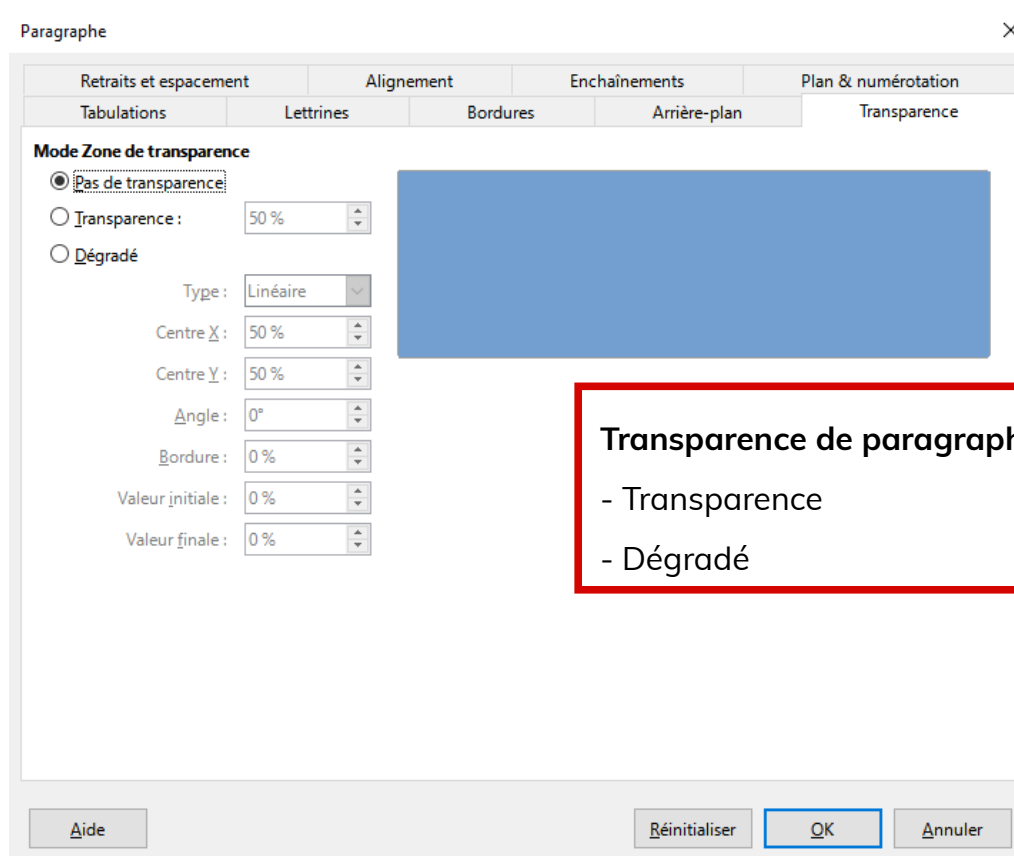 Paragraphe
Retraits et espacement Alignement Enchaînements Plan & numérotation
Tabulations Lettrines Bordures Arrière-plan Transparence
Mode Zone de transparence
Pas de transparence
Transparence : 50 %
Dégradé
Type : Linéaire
Centre X : 50 %
Centre Y : 50 %
Angle : 0°
Bordure : 0 %
Valeur initiale : 0 %
Valeur finale : 0 %
Transparence de paragraph
- Transparence
- Dégradé
Aide Réinitialiser OK Annuler